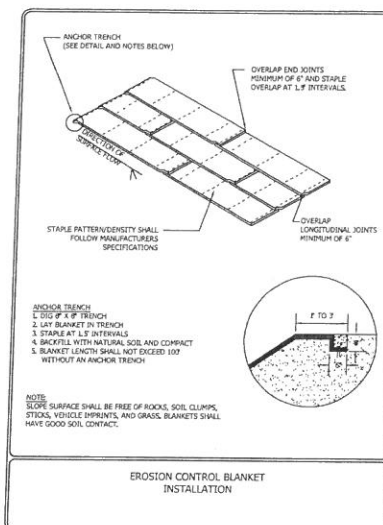 ANCHOR TRENCH
(SEE DETAIL AND NOTES BELOW)
OVERLAP END JOINTS
MINIMUM OF 6" AND STAPLE
OVERLAP AT 1.5' INTERVALS.
DIRECTION OF
SURFACE FLOW
STAPLE PATTERN/DENSITY SHALL
FOLLOW MANUFACTURERS
SPECIFICATIONS
OVERLAP
LONGITUDINAL JOINTS
MINIMUM OF 6"
ANCHOR TRENCH
1. DIG 6" X 6" TRENCH
2. LAY BLANKET IN TRENCH
3. STAPLE AT 1.5' INTERVALS
4. BACKFILL WITH NATURAL SOIL AND COMPACT
5. BLANKET LENGTH SHALL NOT EXCEED 100'
WITHOUT AN ANCHOR TRENCH
TO 3'
NOTE:
SLOPE SURFACE SHALL BE FREE OF ROCKS, SOIL CLUMPS,
STICKS, VEHICLE IMPRINTS, AND GRASS. BLANKETS SHALL
HAVE GOOD SOIL CONTACT.
EROSION CONTROL BLANKET
INSTALLATION